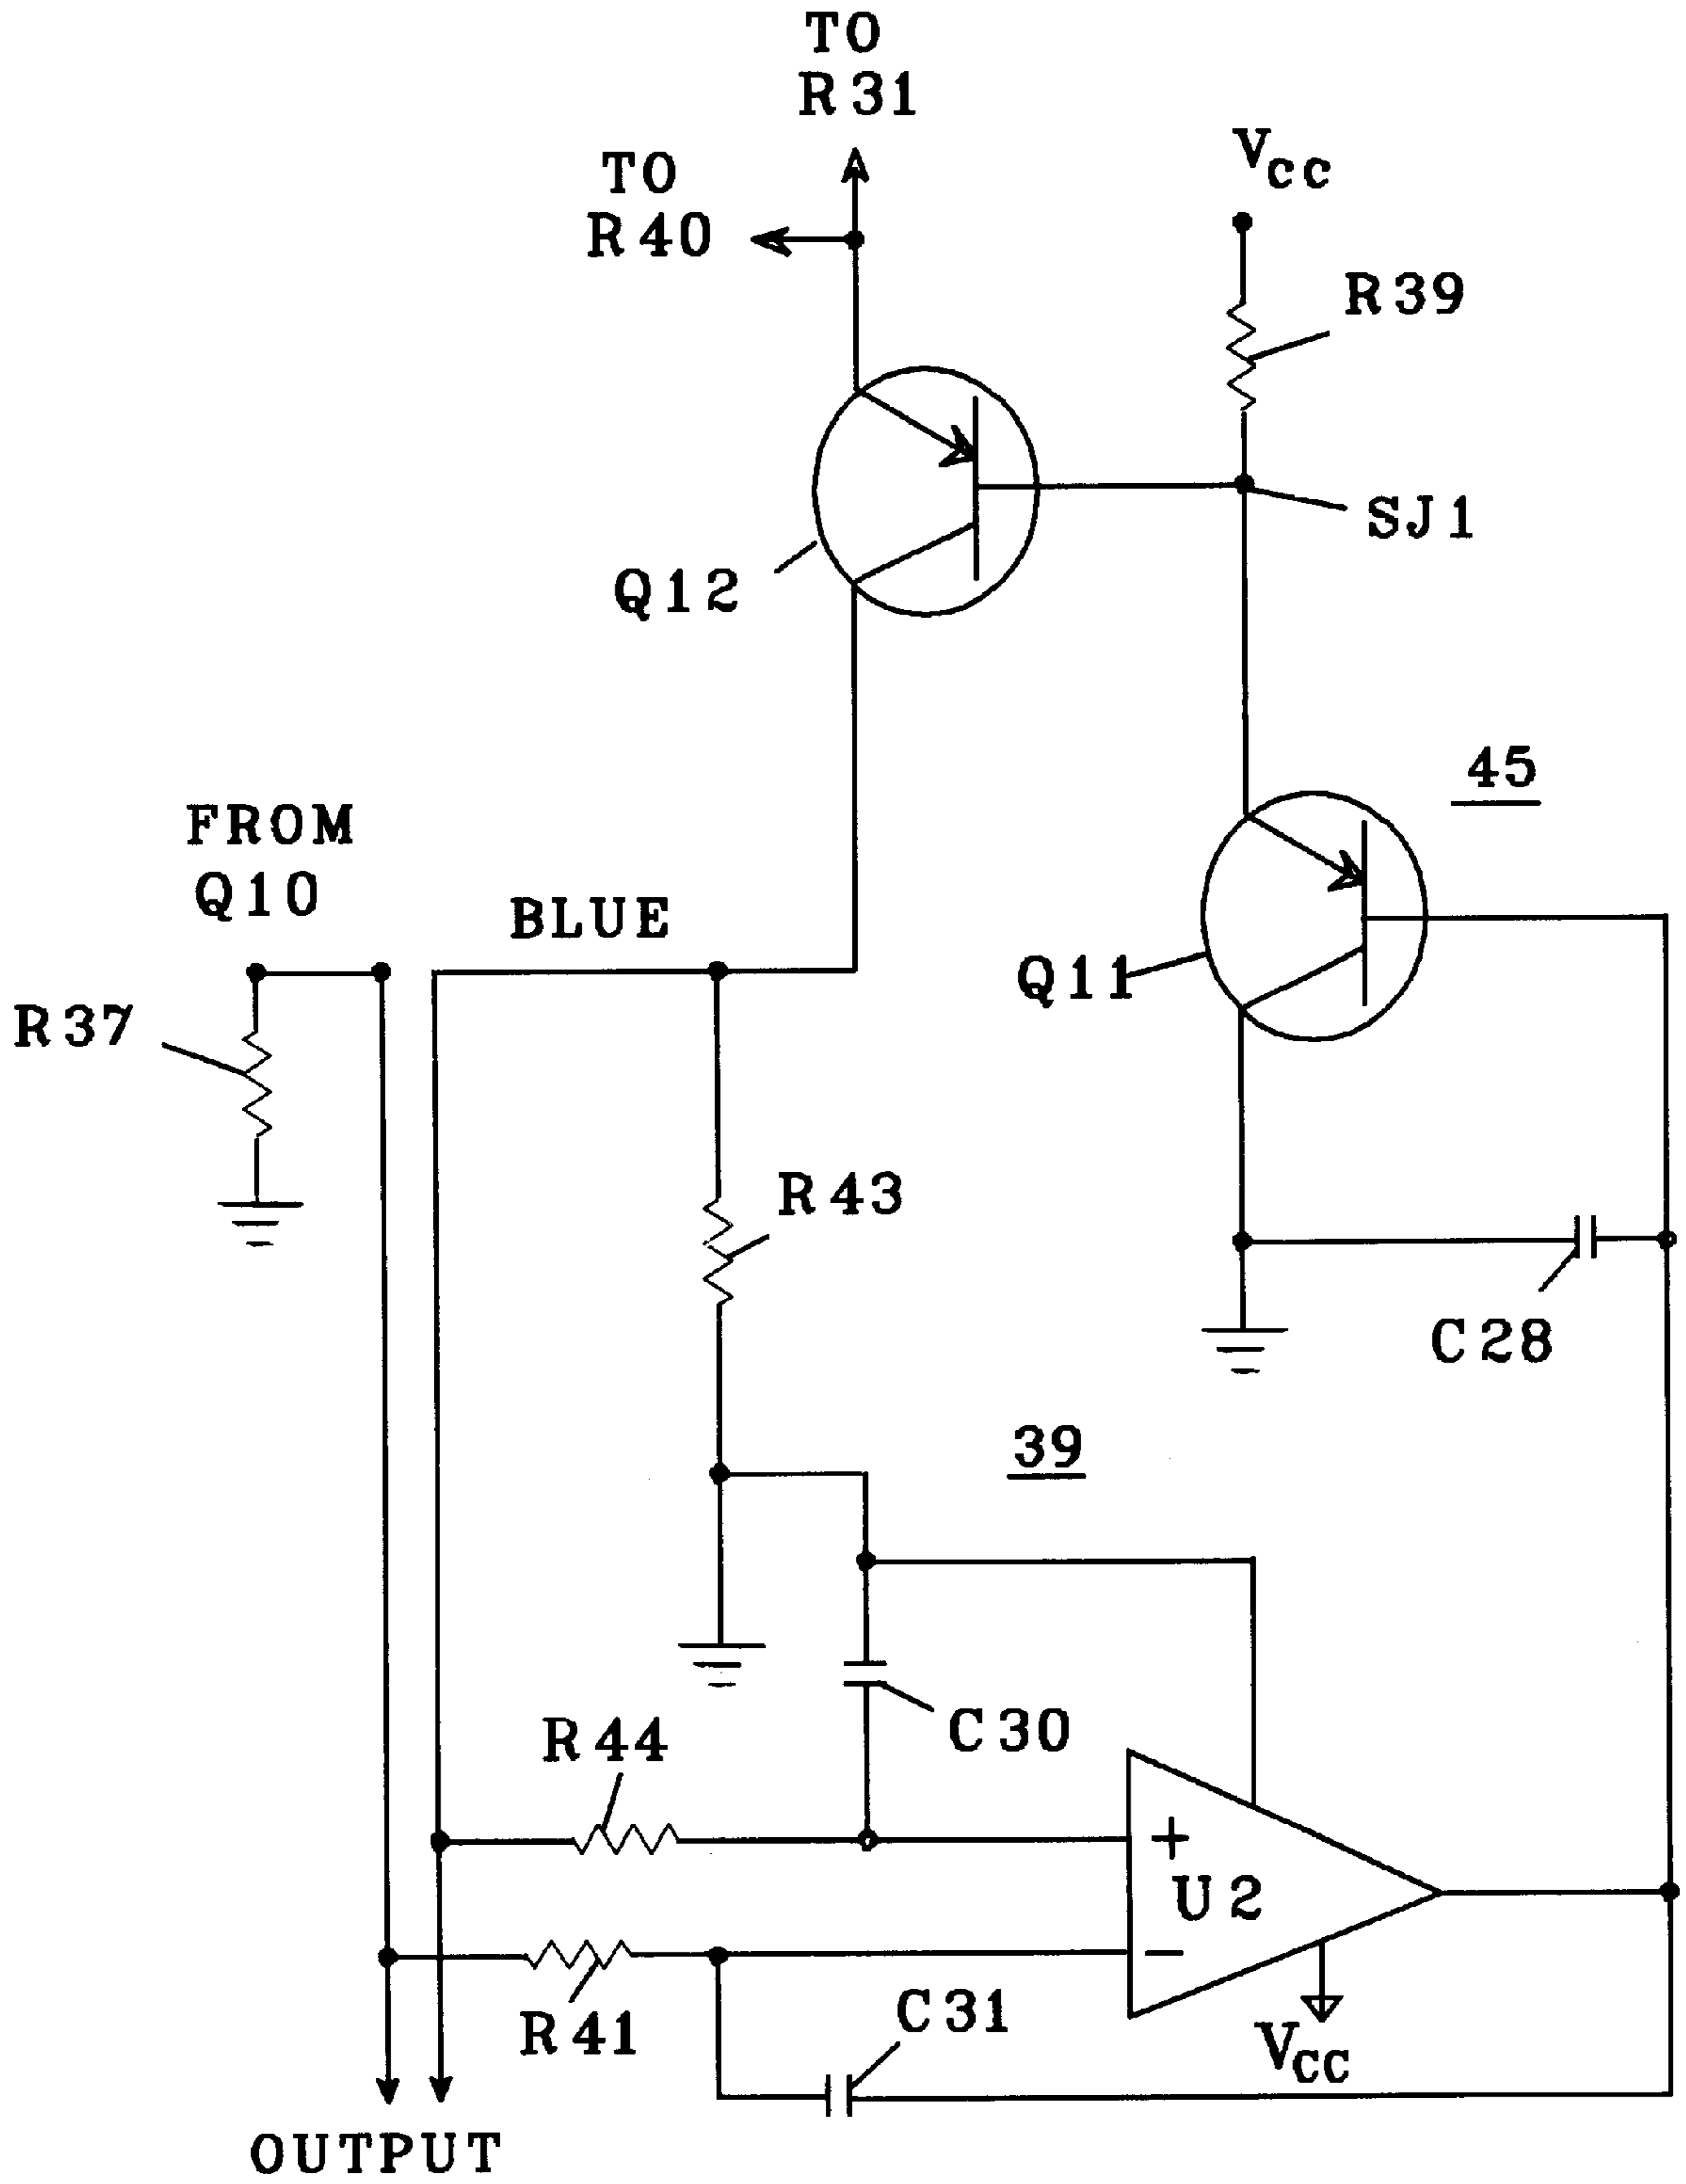 TO
R31
TO
R40
VCC
R39
SJ1
Q12
45
FROM
Q10
BLUE
Q11
R37
R43
C28
39
R44
C30
+
U2
−
R41
C31
VCC
OUTPUT